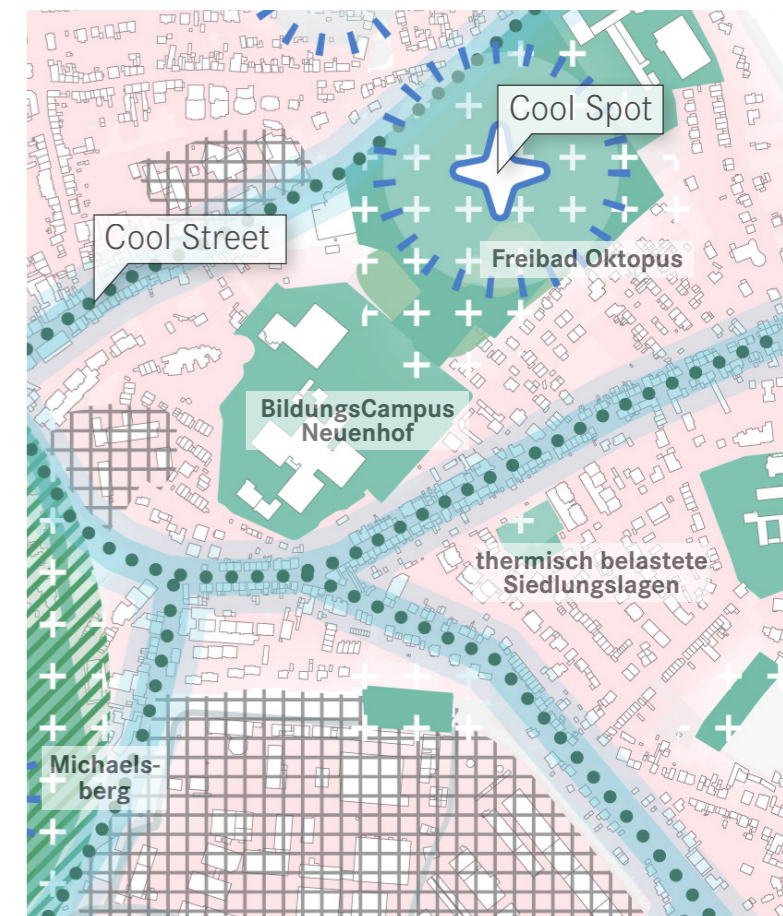 Cool Spot
Cool Street
Freibad Oktopus
BildungsCampus
Neuenhof
thermisch belastete
Siedlungslagen
Michaels-
berg